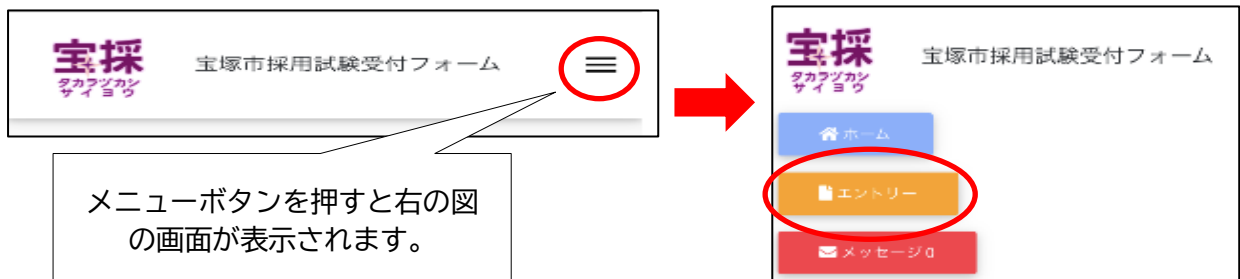 宝採
タカラヅカシ
サイヨウ
宝塚市採用試験受付フォーム
メニューボタンを押すと右の図
の画面が表示されます。
宝採
タカラヅカシ
サイヨウ
宝塚市採用試験受付フォーム
ホーム
エントリー
メッセージ0